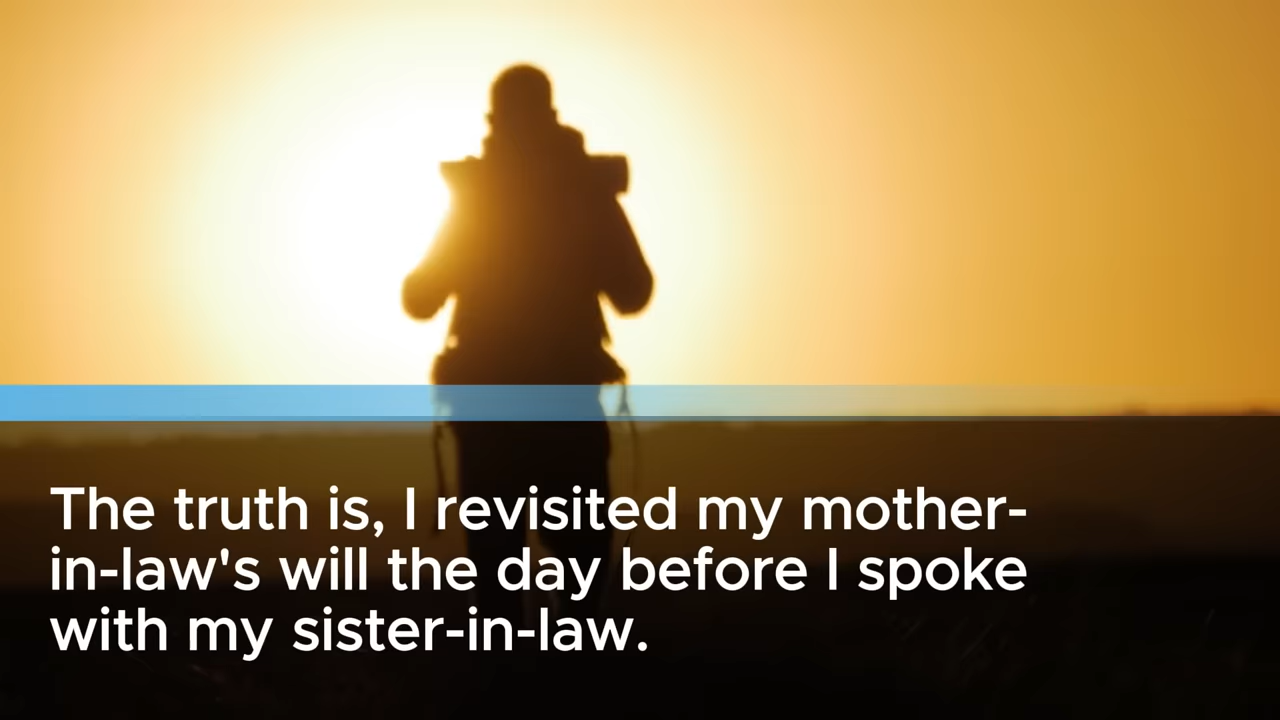 The truth is, I revisited my mother-
in-law's will the day before I spoke
with my sister-in-law.